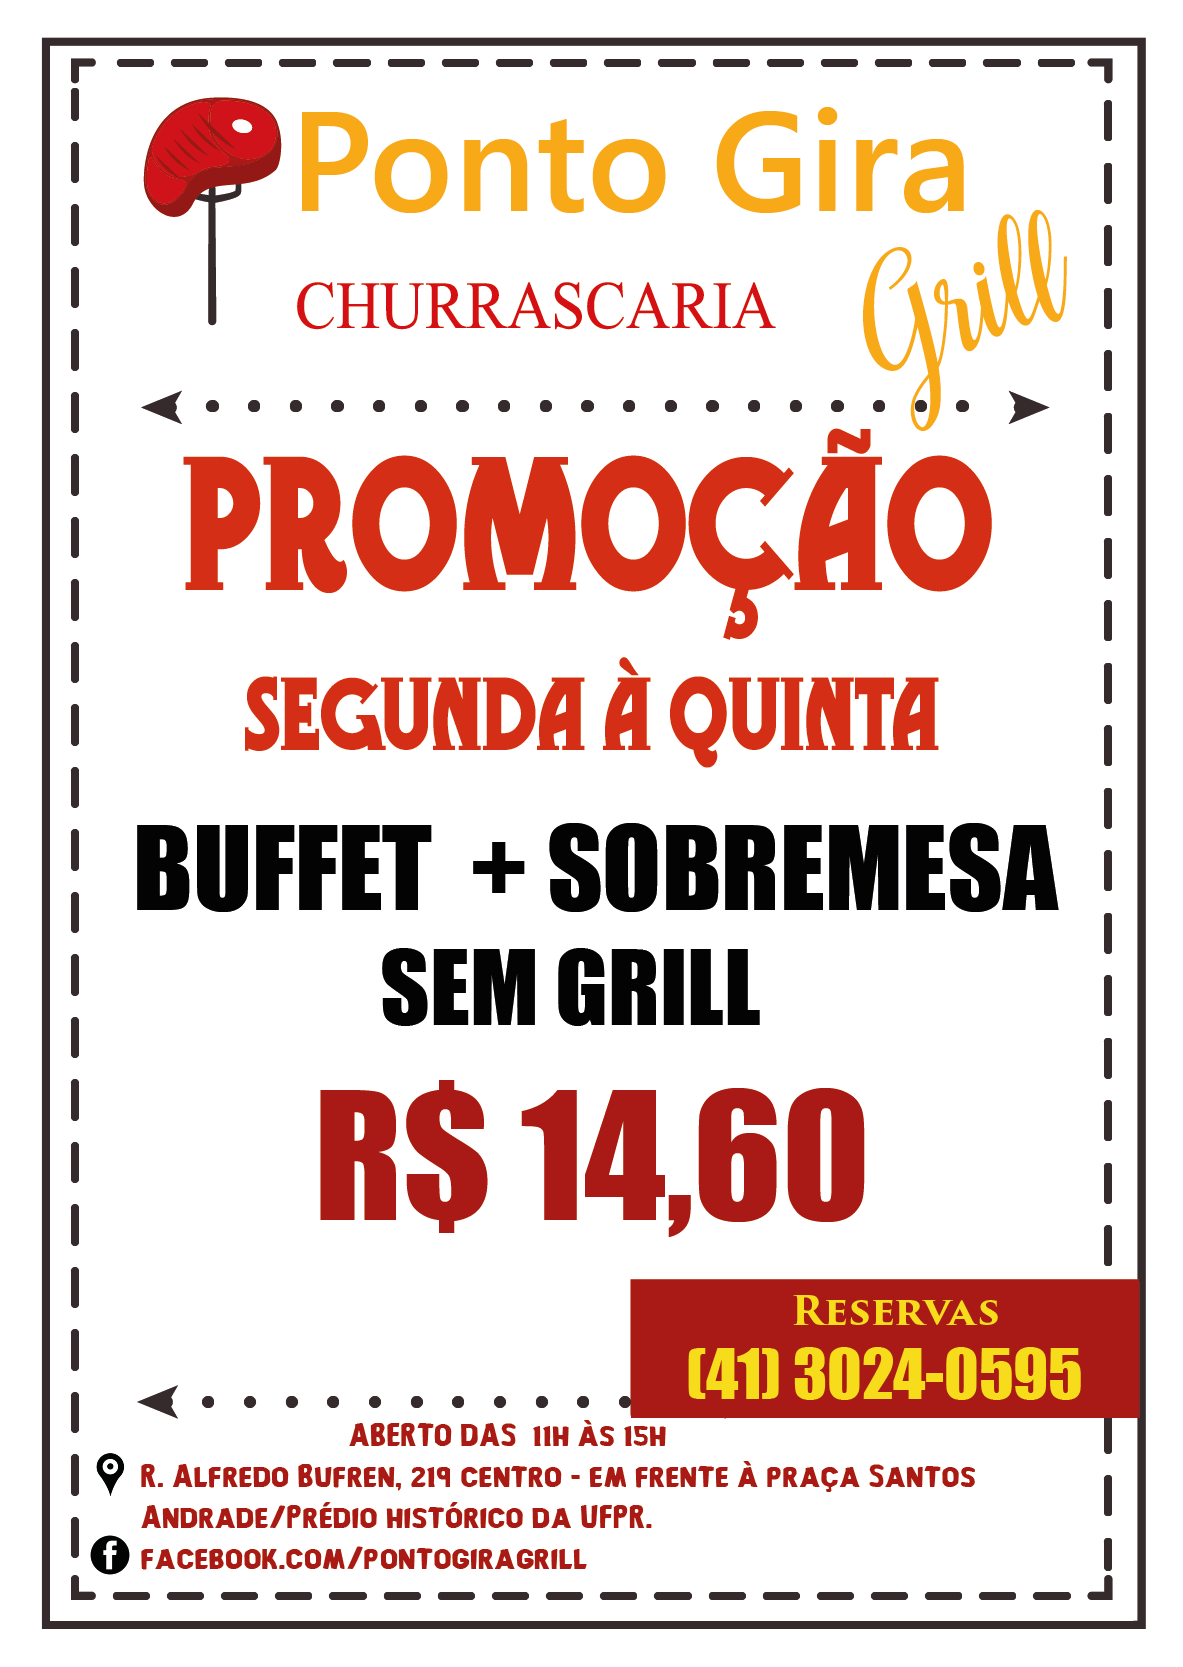 Ponto Gira
Grill
CHURRASCARIA
PROMOÇÃO
SEGUNDA À QUINTA
BUFFET + SOBREMESA
SEM GRILL
R$ 14,60
RESERVAS
(41) 3024-0595
ABERTO DAS 11H ÀS 15H
R. ALFREDO BUFREN, 219 CENTRO - EM FRENTE À PRAÇA SANTOS
ANDRADE/PRÉDIO HISTÓRICO DA UFPR.
FACEBOOK.COM/PONTOGIRAGRILL